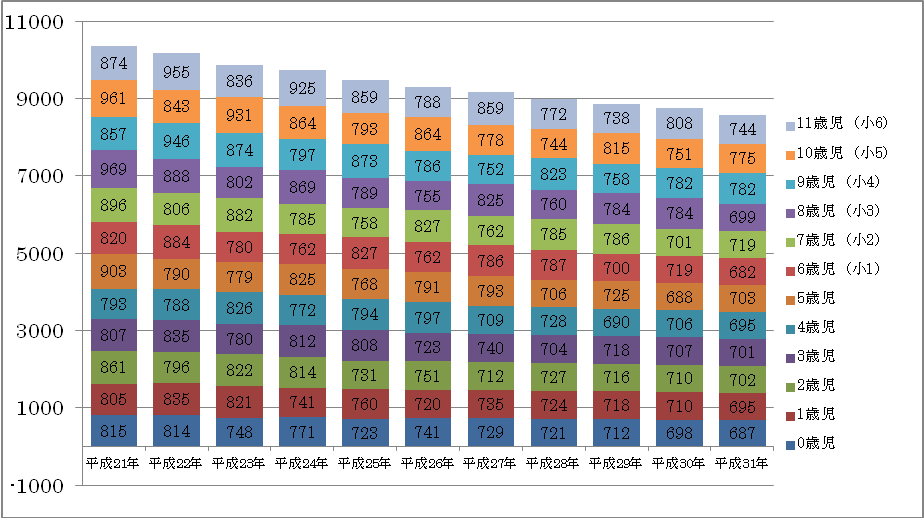 11000
9000
7000
5000
3000
1000
-1000
874 955 836 925 859 788 859 772 738 808 744
961 843 931 864 793 864 778 744 815 751 775
857 946 874 797 873 786 752 823 758 782 782
969 888 802 869 789 755 825 760 784 784 699
896 806 882 785 758 827 762 785 786 701 719
820 884 780 762 827 762 786 787 700 719 682
903 790 779 825 768 791 793 706 725 688 703
793 788 826 772 794 797 709 728 690 706 695
807 835 780 812 808 723 740 704 718 707 701
861 796 822 814 731 751 712 727 716 710 702
805 835 821 741 760 720 735 724 718 710 695
815 814 748 771 723 741 729 721 712 698 687
平成21年 平成22年 平成23年 平成24年 平成25年 平成26年 平成27年 平成28年 平成29年 平成30年 平成31年
11歳児（小6）
10歳児（小5）
9歳児（小4）
8歳児（小3）
7歳児（小2）
6歳児（小1）
5歳児
4歳児
3歳児
2歳児
1歳児
0歳児